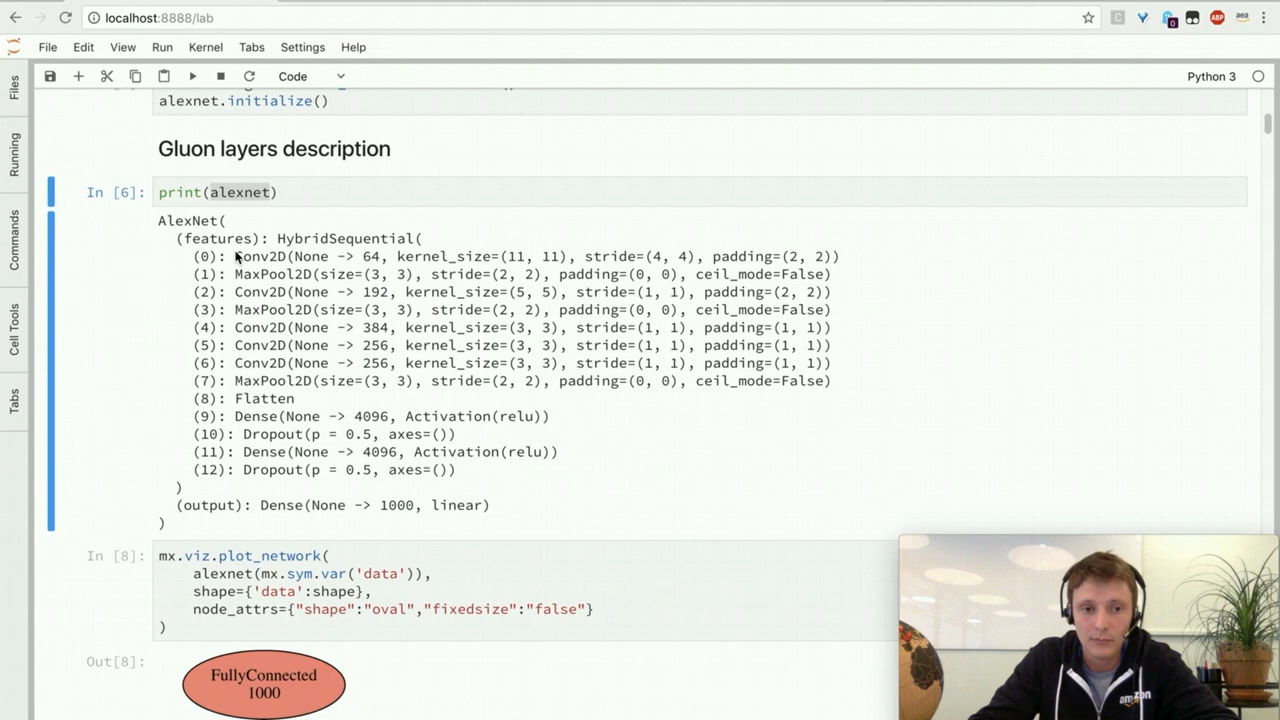 localhost:8888/lab
C
0
ABP
aea
File Edit View Run Kernel Tabs Settings Help
Code
Python 3
Files
Running
Commands
Cell Tools
Tabs
alexnet.initialize()
Gluon layers description
In [6]: print(alexnet)
AlexNet(
(features): HybridSequential(
(0): Conv2D(None -> 64, kernel_size=(11, 11), stride=(4, 4), padding=(2, 2))
(1): MaxPool2D(size=(3, 3), stride=(2, 2), padding=(0, 0), ceil_mode=False)
(2): Conv2D(None -> 192, kernel_size=(5, 5), stride=(1, 1), padding=(2, 2))
(3): MaxPool2D(size=(3, 3), stride=(2, 2), padding=(0, 0), ceil_mode=False)
(4): Conv2D(None -> 384, kernel_size=(3, 3), stride=(1, 1), padding=(1, 1))
(5): Conv2D(None -> 256, kernel_size=(3, 3), stride=(1, 1), padding=(1, 1))
(6): Conv2D(None -> 256, kernel_size=(3, 3), stride=(1, 1), padding=(1, 1))
(7): MaxPool2D(size=(3, 3), stride=(2, 2), padding=(0, 0), ceil_mode=False)
(8): Flatten
(9): Dense(None -> 4096, Activation(relu))
(10): Dropout(p = 0.5, axes=())
(11): Dense(None -> 4096, Activation(relu))
(12): Dropout(p = 0.5, axes=())
)
(output): Dense(None -> 1000, linear)
)
In [8]: mx.viz.plot_network(
alexnet(mx.sym.var('data')),
shape={'data':shape},
node_attrs={"shape":"oval","fixedsize":"false"}
)
Out[8]:
FullyConnected
1000
amazon